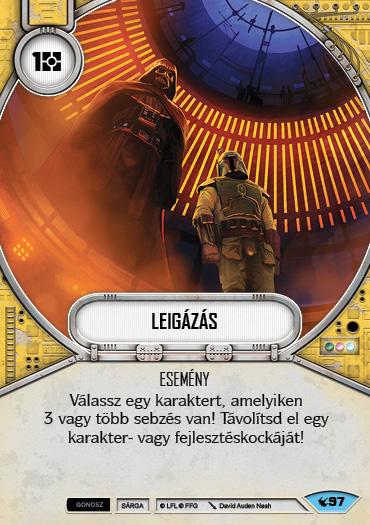 1
LEIGÁZÁS
ESEMÉNY
Válassz egy karaktert, amelyiken
3 vagy több sebzés van! Távolítsd el egy
karakter- vagy fejlesztéskockáját!
GONOSZ SÁRGA © LFL © FFG David Auden Nash 97